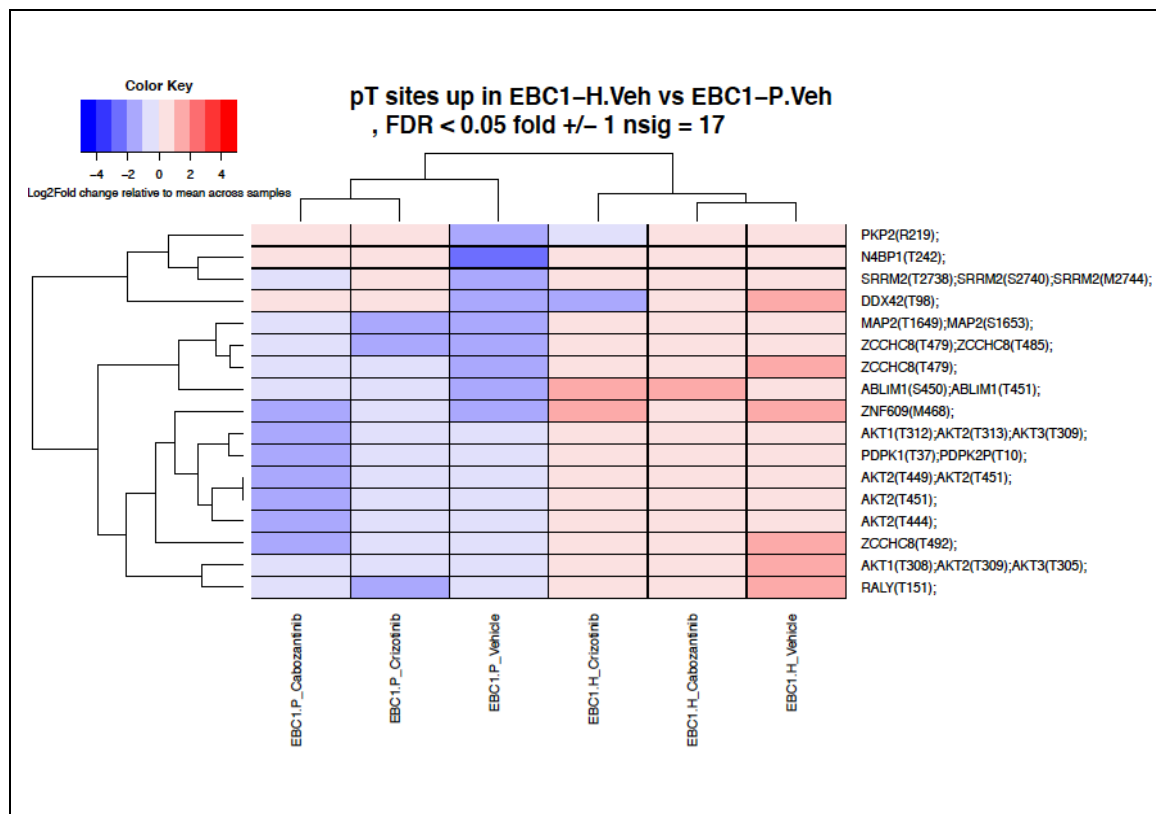 Color Key
−4 −2 0 2 4
Log2Fold change relative to mean across samples
pT sites up in EBC1−H.Veh vs EBC1−P.Veh
, FDR < 0.05 fold +/− 1 nsig = 17
PKP2(R219);
N4BP1(T242);
SRRM2(T2738);SRRM2(S2740);SRRM2(M2744);
DDX42(T98);
MAP2(T1649);MAP2(S1653);
ZCCHC8(T479);ZCCHC8(T485);
ZCCHC8(T479);
ABLIM1(S450);ABLIM1(T451);
ZNF609(M468);
AKT1(T312);AKT2(T313);AKT3(T309);
PDPK1(T37);PDPK2P(T10);
AKT2(T449);AKT2(T451);
AKT2(T451);
AKT2(T444);
ZCCHC8(T492);
AKT1(T308);AKT2(T309);AKT3(T305);
RALY(T151);
EBC1.P_Cabozantinib
EBC1.P_Crizotinib
EBC1.P_Vehicle
EBC1.H_Crizotinib
EBC1.H_Cabozantinib
EBC1.H_Vehicle